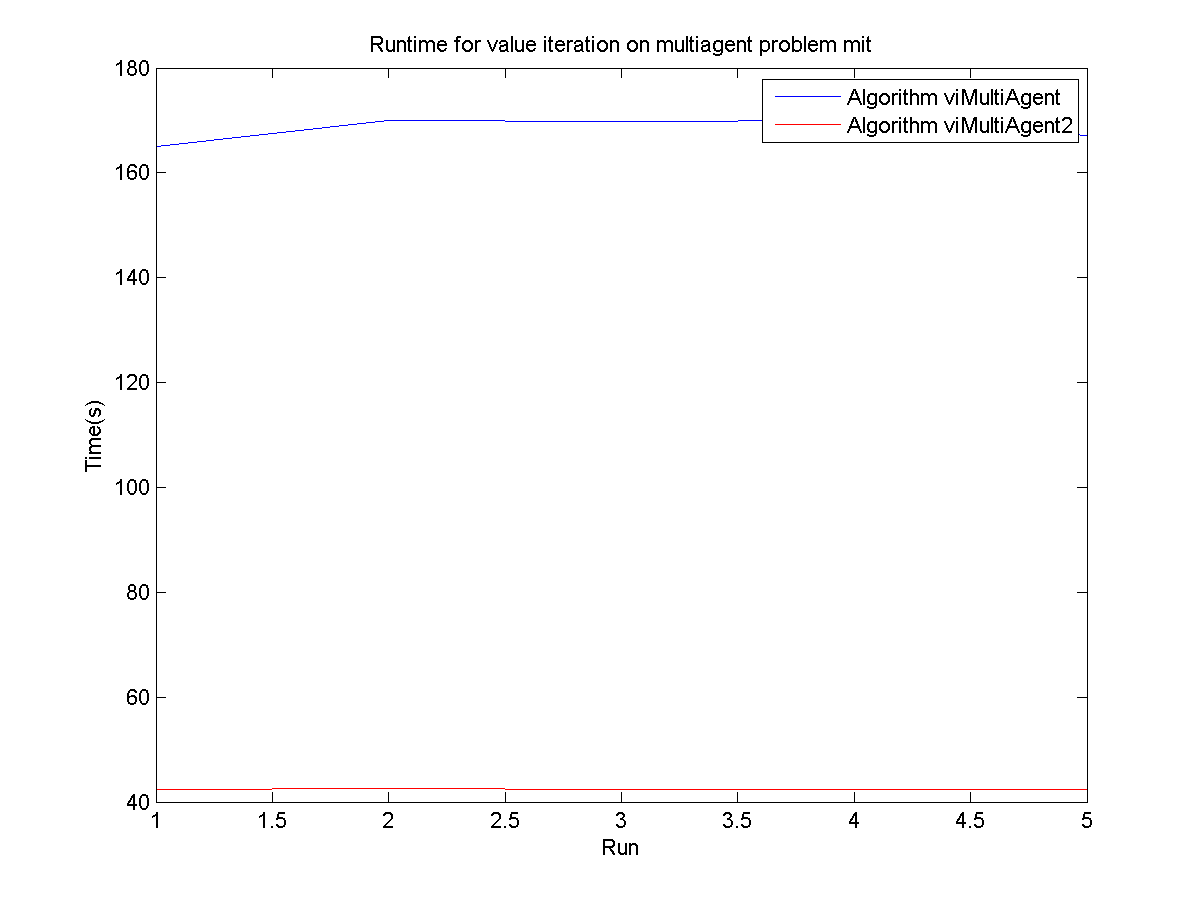 Runtime for value iteration on multiagent problem mit
180
160
140
120
100
80
60
40
Time(s)
Algorithm viMultiAgent
Algorithm viMultiAgent2
1 1.5 2 2.5 3 3.5 4 4.5 5
Run